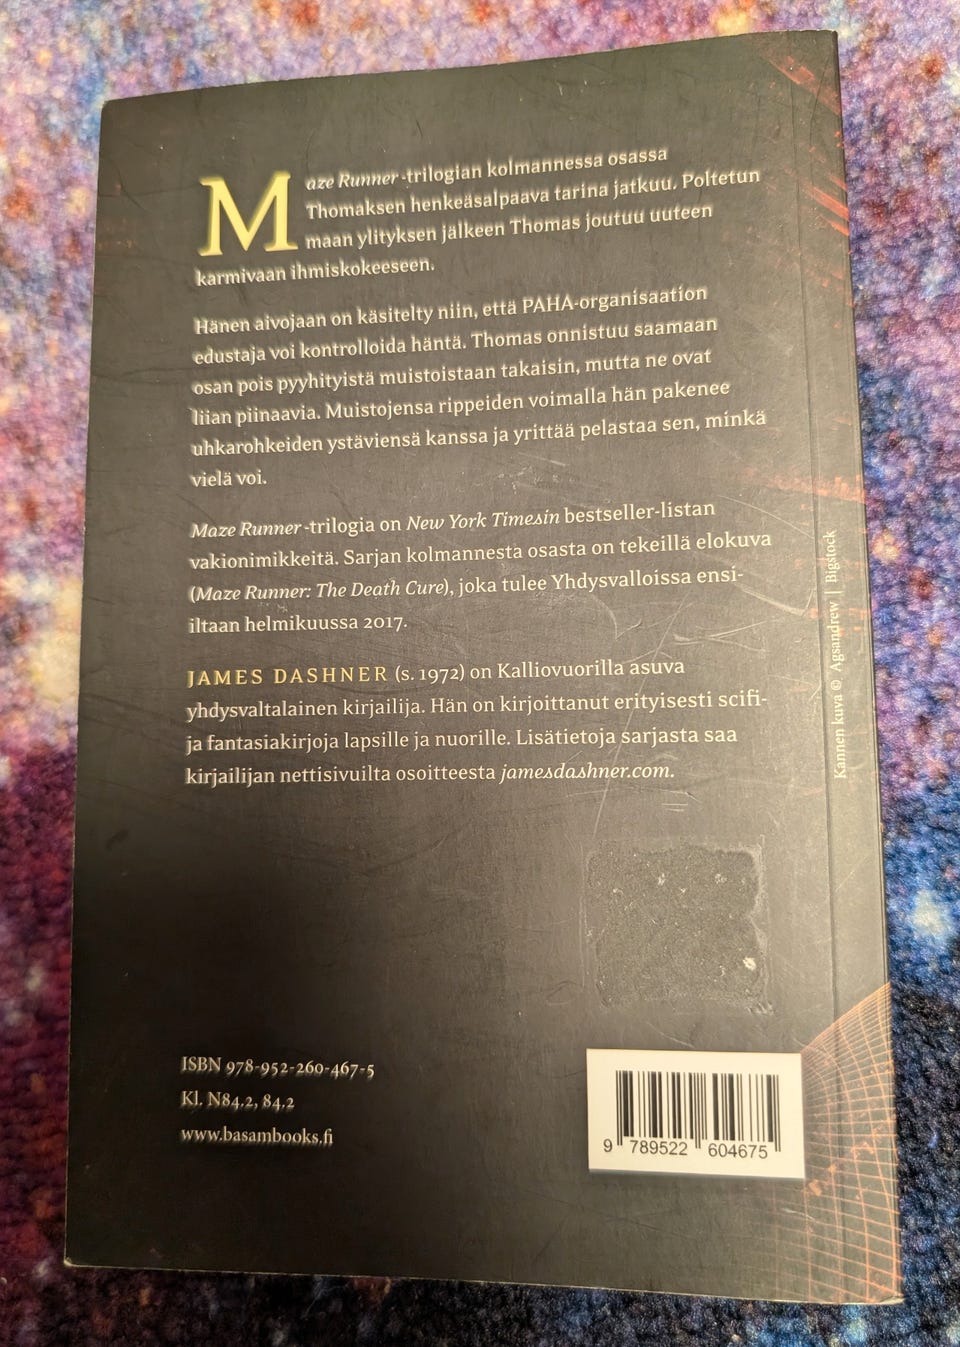 Maze Runner-trilogian kolmannessa osassa
Thomaksen henkeäsalpaava tarina jatkuu. Poltetun
maan ylityksen jälkeen Thomas joutuu uuteen
karmivaan ihmiskokeeseen.
Hänen aivojaan on käsitelty niin, että PAHA-organisaation
edustaja voi kontrolloida häntä. Thomas onnistuu saamaan
osan pois pyyhityistä muistoistaan takaisin, mutta ne ovat
liian piinaavia. Muistojensa rippeiden voimalla hän pakenee
uhkarohkeiden ystäviensä kanssa ja yrittää pelastaa sen, minkä
vielä voi.
Maze Runner-trilogia on New York Timesin bestseller-listan
vakionimikkeitä. Sarjan kolmannesta osasta on tekeillä elokuva
(Maze Runner: The Death Cure), joka tulee Yhdysvalloissa ensi-
iltaan helmikuussa 2017.
JAMES DASHNER (s. 1972) on Kalliovuorilla asuva
yhdysvaltalainen kirjailija. Hän on kirjoittanut erityisesti scifi-
ja fantasiakirjoja lapsille ja nuorille. Lisätietoja sarjasta saa
kirjailijan nettisivuilta osoitteesta jamesdashner.com.
Kannen kuva © Agsandrew | Bigstock
ISBN 978-952-260-467-5
Kl. N84.2, 84.2
www.basambooks.fi
9 789522 604675